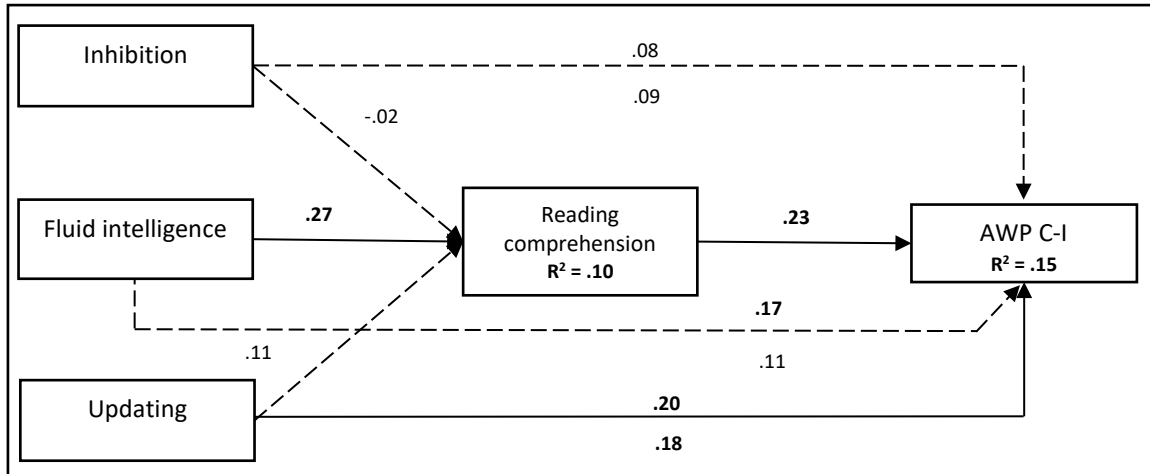 Inhibition
.08
.09
-.02
Fluid intelligence
.27
Reading
comprehension
R² = .10
.23
AWP C-I
R² = .15
.17
.11
.11
Updating
.20
.18